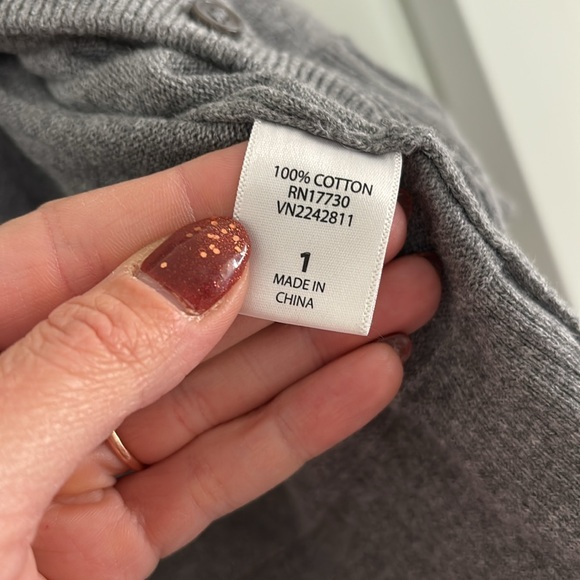 100% COTTON
RN17730
VN2242811
1
MADE IN
CHINA